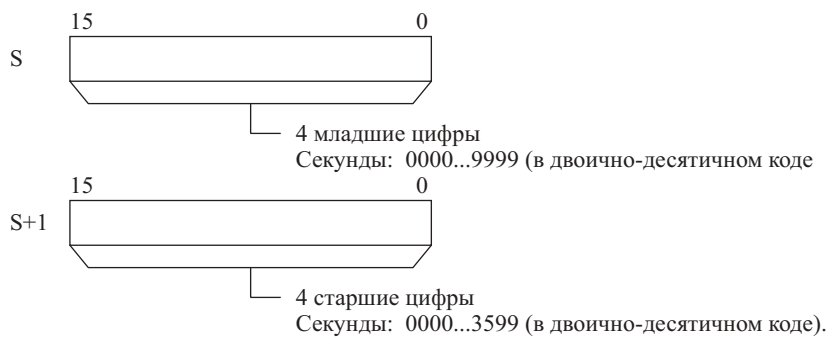 15 0
S
4 младшие цифры
Секунды: 0000...9999 (в двоично-десятичном коде
15 0
S+1
4 старшие цифры
Секунды: 0000...3599 (в двоично-десятичном коде).